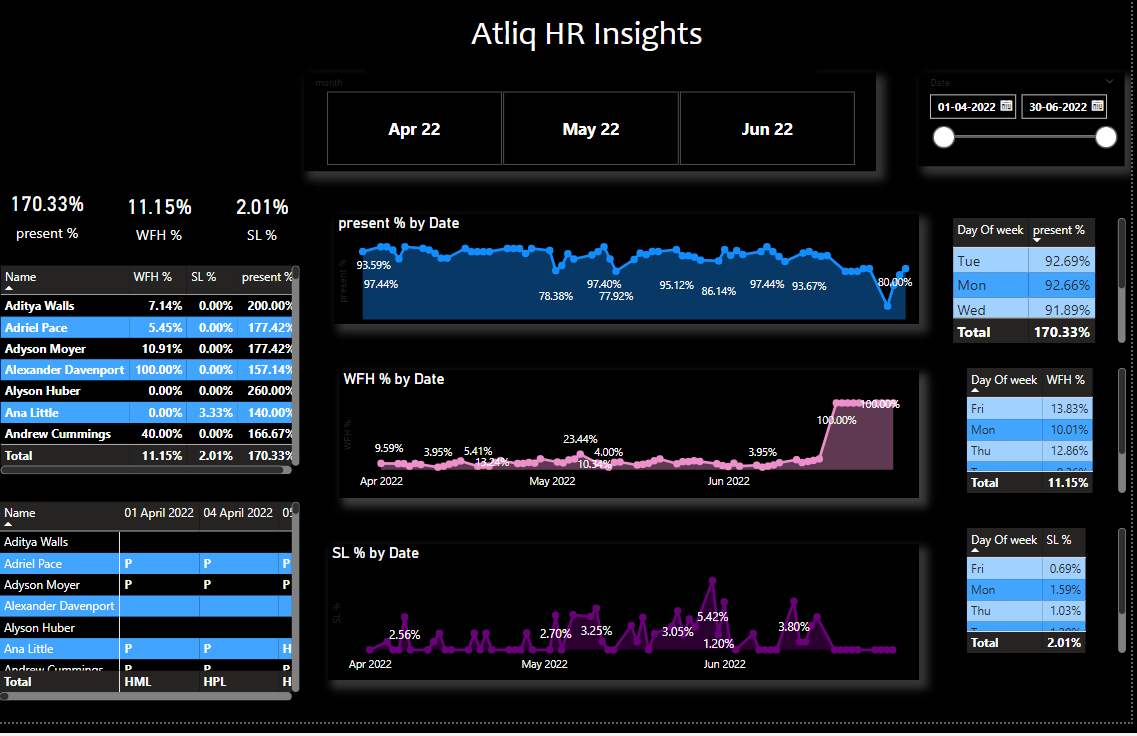 Atliq HR Insights
month
Apr 22
May 22
Jun 22
Date
01-04-2022
30-06-2022
170.33%
present %
11.15%
WFH %
2.01%
SL %
Name WFH % SL % present %
Aditya Walls 7.14% 0.00% 200.00%
Adriel Pace 5.45% 0.00% 177.42%
Adyson Moyer 10.91% 0.00% 177.42%
Alexander Davenport 100.00% 0.00% 157.14%
Alyson Huber 0.00% 0.00% 260.00%
Ana Little 0.00% 3.33% 140.00%
Andrew Cummings 40.00% 0.00% 166.67%
Total 11.15% 2.01% 170.33%
Name 01 April 2022 04 April 2022 05
Aditya Walls
Adriel Pace P P P
Adyson Moyer P P P
Alexander Davenport
Alyson Huber
Ana Little P P H
Andrew Cummings P P P
Total HML HPL H
present % by Date
present %
93.59%
97.44%
78.38%
97.40%
77.92%
95.12%
86.14%
97.44%
93.67%
80.00%
WFH % by Date
WFH %
9.59%
3.95%
5.41%
13.24%
23.44%
10.34%
4.00%
3.95%
100.00%
100.00%
Apr 2022
May 2022
Jun 2022
SL % by Date
SL %
2.56%
2.70%
3.25%
3.05%
5.42%
1.20%
3.80%
Apr 2022
May 2022
Jun 2022
Day Of week present %
Tue 92.69%
Mon 92.66%
Wed 91.89%
Total 170.33%
Day Of week WFH %
Fri 13.83%
Mon 10.01%
Thu 12.86%
Total 11.15%
Day Of week SL %
Fri 0.69%
Mon 1.59%
Thu 1.03%
Total 2.01%